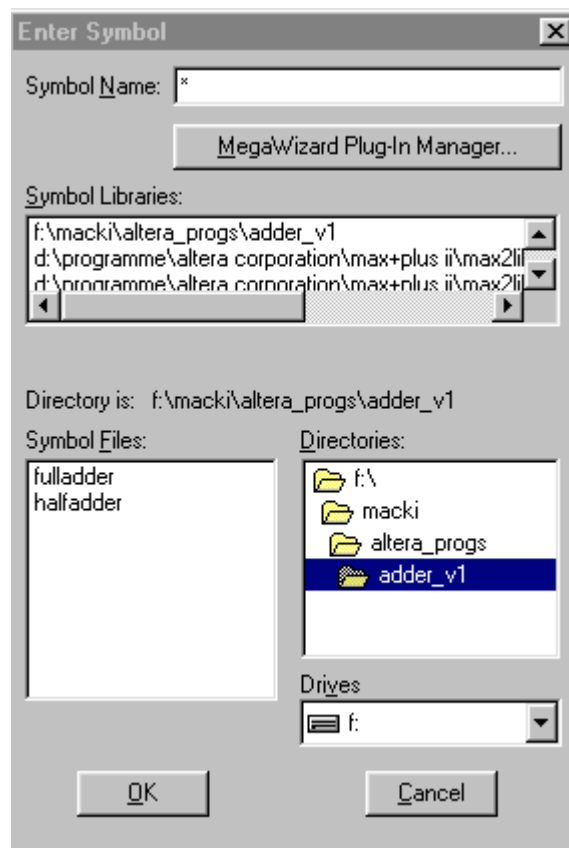 Enter Symbol
Symbol Name: *
MegaWizard Plug-In Manager...
Symbol Libraries:
f:\macki\altera_progs\adder_v1
d:\programme\altera corporation\max+plus ii\max2lil
d:\programme\altera corporation\max+plus ii\max2lil
Directory is: f:\macki\altera_progs\adder_v1
Symbol Files:
fulladder
halfadder
Directories:
f:\
macki
altera_progs
adder_v1
Drives
f:
OK
Cancel